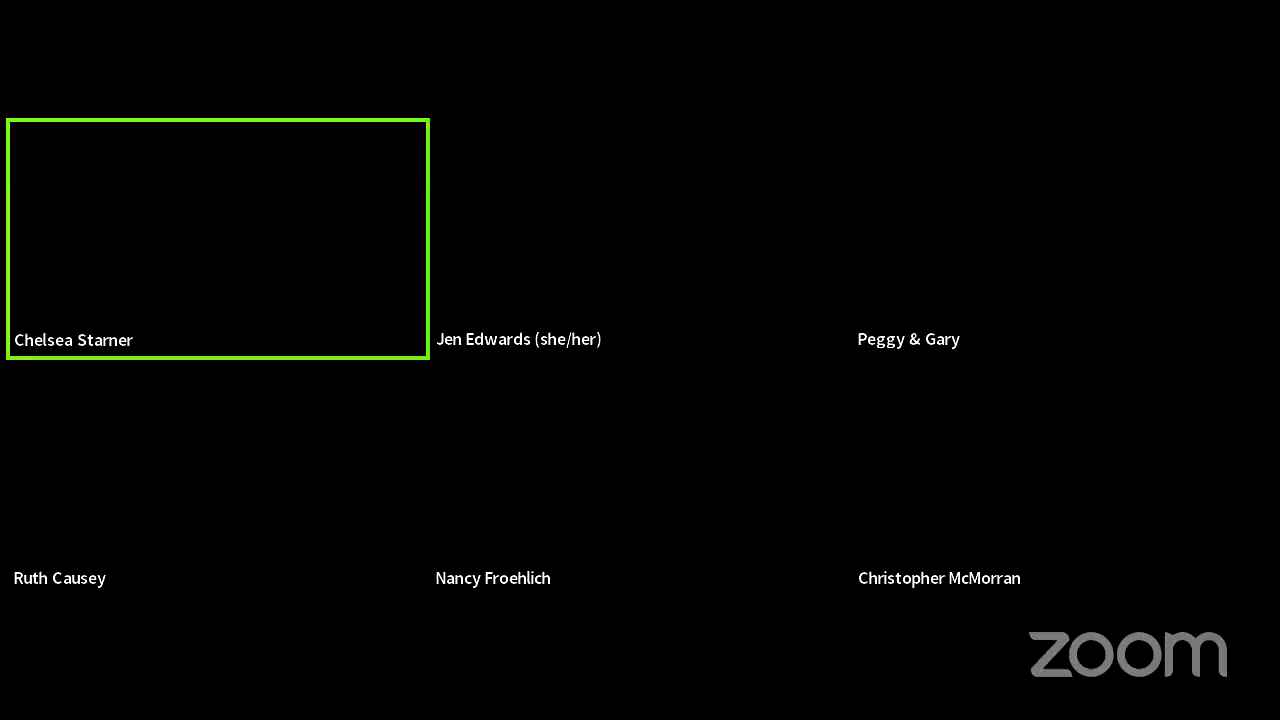 Chelsea Starner
Jen Edwards (she/her)
Peggy & Gary
Ruth Causey
Nancy Froehlich
Christopher McMorran
zoom